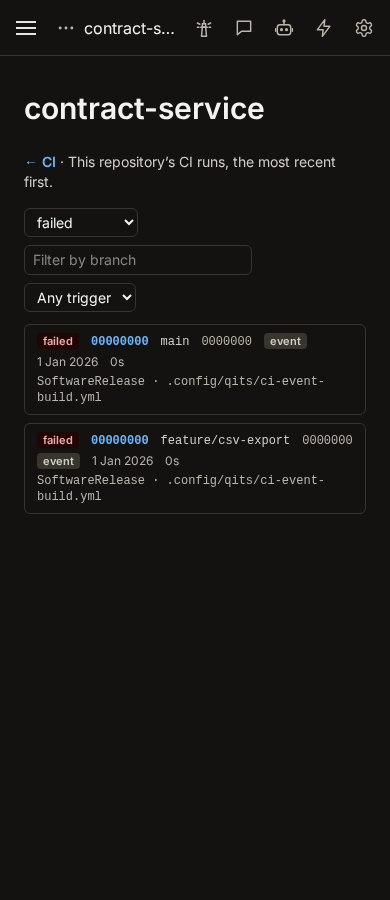 contract-s...
contract-service
← CI · This repository's CI runs, the most recent
first.
failed
Filter by branch
Any trigger
failed 00000000 main 0000000 event
1 Jan 2026 0s
SoftwareRelease · .config/qits/ci-event-
build.yml
failed 00000000 feature/csv-export 0000000
event 1 Jan 2026 0s
SoftwareRelease · .config/qits/ci-event-
build.yml